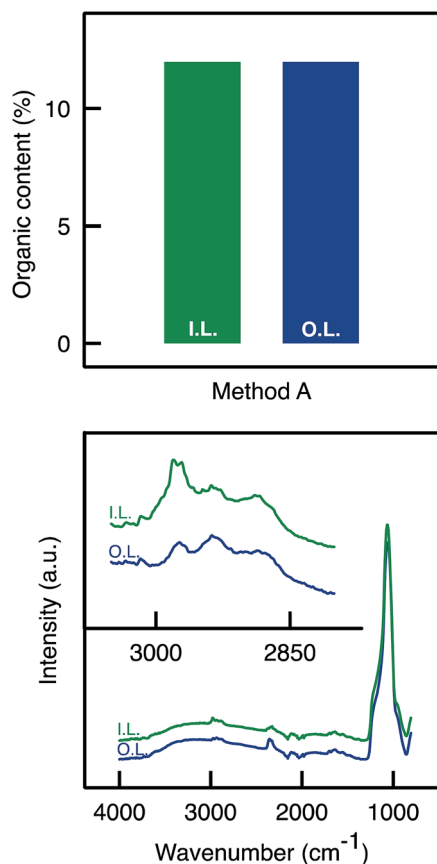 Organic content (%)
10
5
0
I.L.
O.L.
Method A
Intensity (a.u.)
I.L.
O.L.
3000
2850
I.L.
O.L.
4000
3000
2000
1000
Wavenumber (cm⁻¹)